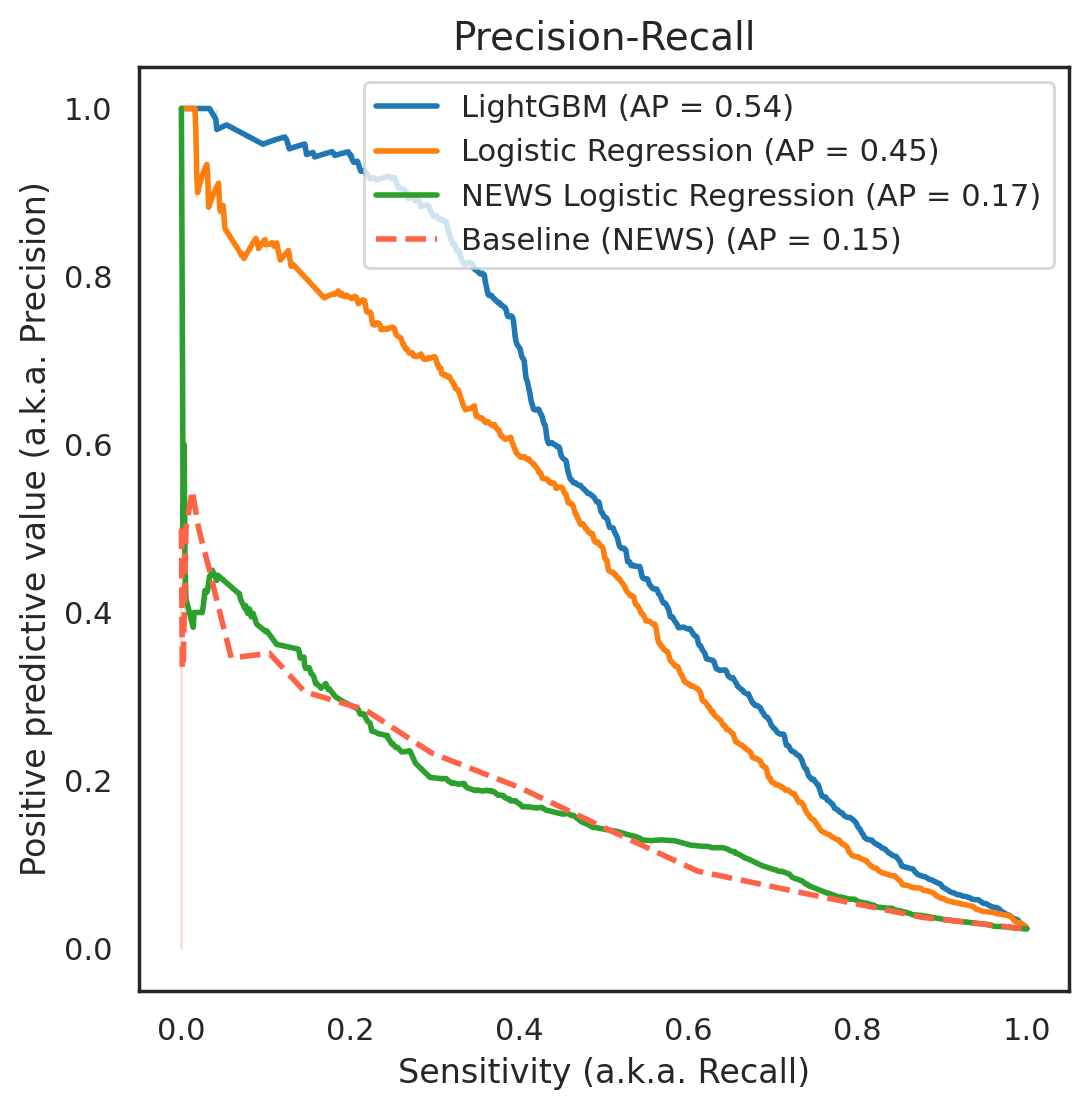 Precision-Recall
LightGBM (AP = 0.54)
Logistic Regression (AP = 0.45)
NEWS Logistic Regression (AP = 0.17)
Baseline (NEWS) (AP = 0.15)
Positive predictive value (a.k.a. Precision)
1.0
0.8
0.6
0.4
0.2
0.0
0.0 0.2 0.4 0.6 0.8 1.0
Sensitivity (a.k.a. Recall)